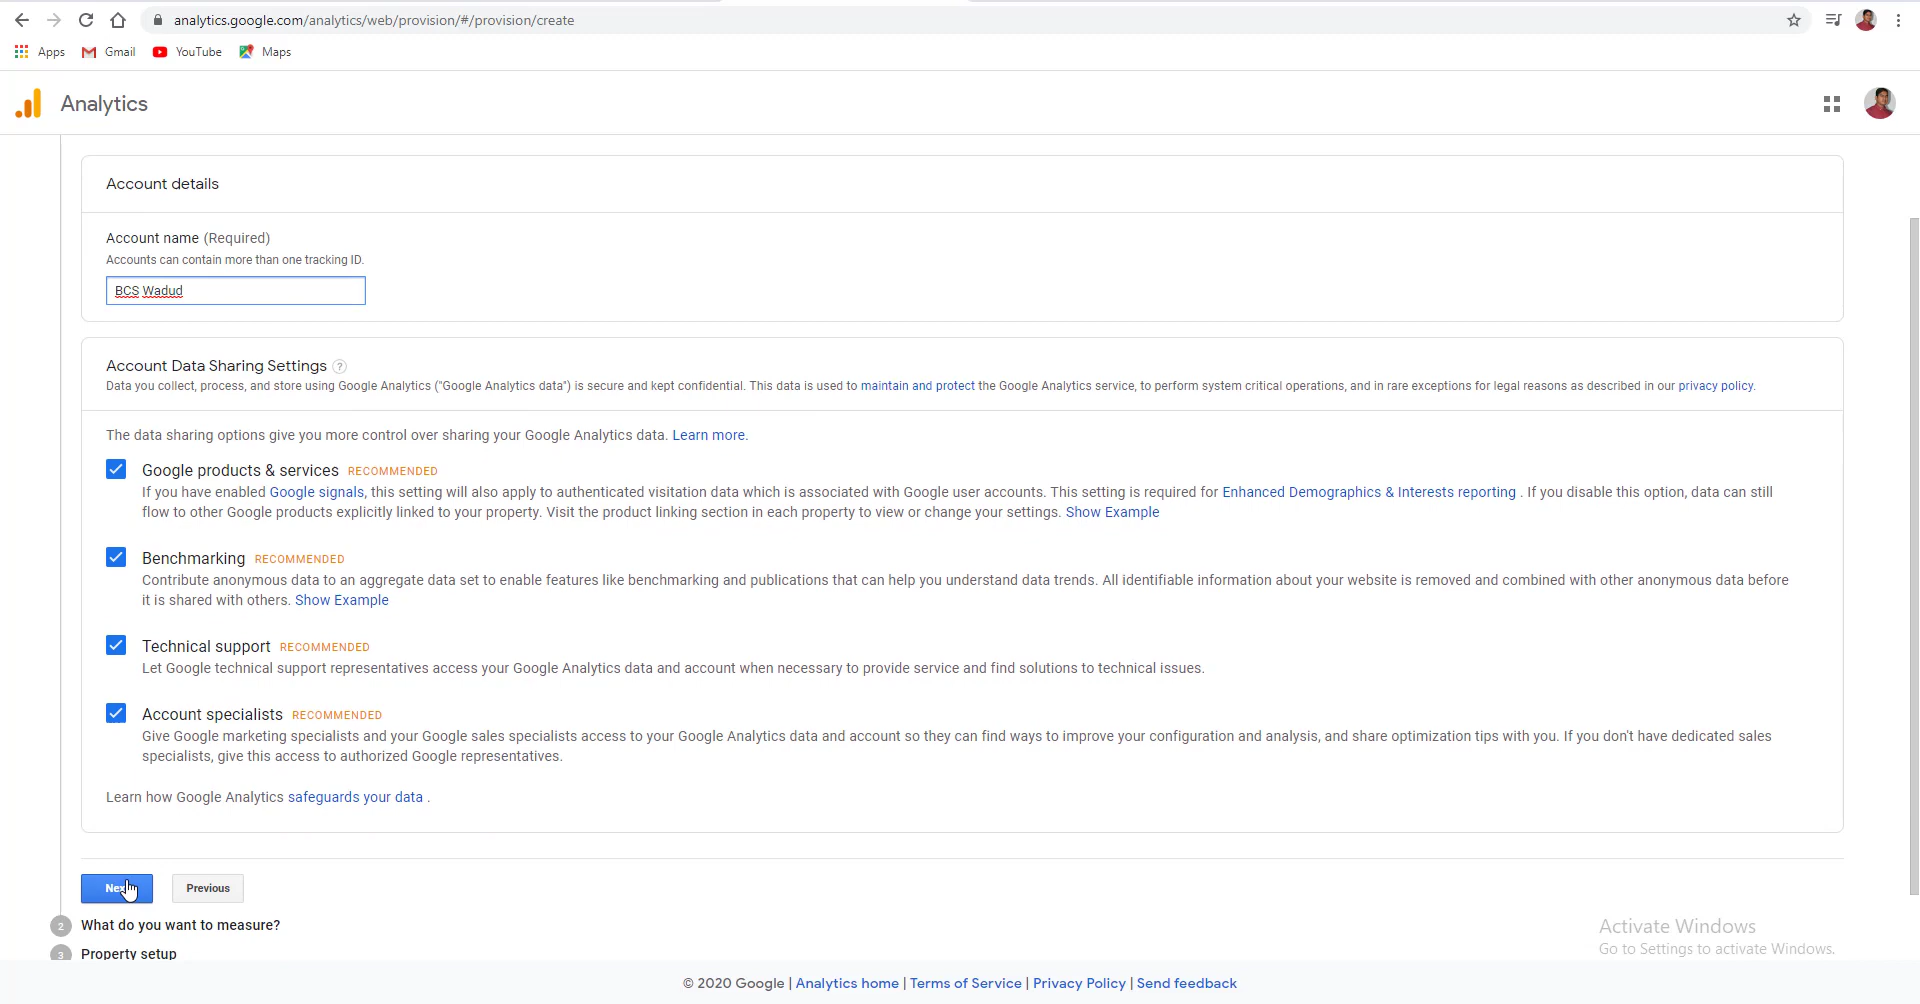 analytics.google.com/analytics/web/provision/#/provision/create
Apps Gmail YouTube Maps
Analytics
Account details
Account name (Required)
Accounts can contain more than one tracking ID.
BCS Wadud
Account Data Sharing Settings ?
Data you collect, process, and store using Google Analytics ("Google Analytics data") is secure and kept confidential. This data is used to maintain and protect the Google Analytics service, to perform system critical operations, and in rare exceptions for legal reasons as described in our privacy policy.
The data sharing options give you more control over sharing your Google Analytics data. Learn more.
Google products & services RECOMMENDED
If you have enabled Google signals, this setting will also apply to authenticated visitation data which is associated with Google user accounts. This setting is required for Enhanced Demographics & Interests reporting . If you disable this option, data can still
flow to other Google products explicitly linked to your property. Visit the product linking section in each property to view or change your settings. Show Example
Benchmarking RECOMMENDED
Contribute anonymous data to an aggregate data set to enable features like benchmarking and publications that can help you understand data trends. All identifiable information about your website is removed and combined with other anonymous data before
it is shared with others. Show Example
Technical support RECOMMENDED
Let Google technical support representatives access your Google Analytics data and account when necessary to provide service and find solutions to technical issues.
Account specialists RECOMMENDED
Give Google marketing specialists and your Google sales specialists access to your Google Analytics data and account so they can find ways to improve your configuration and analysis, and share optimization tips with you. If you don't have dedicated sales
specialists, give this access to authorized Google representatives.
Learn how Google Analytics safeguards your data .
Next Previous
2 What do you want to measure?
3 Property setup
Activate Windows
Go to Settings to activate Windows.
© 2020 Google | Analytics home | Terms of Service | Privacy Policy | Send feedback